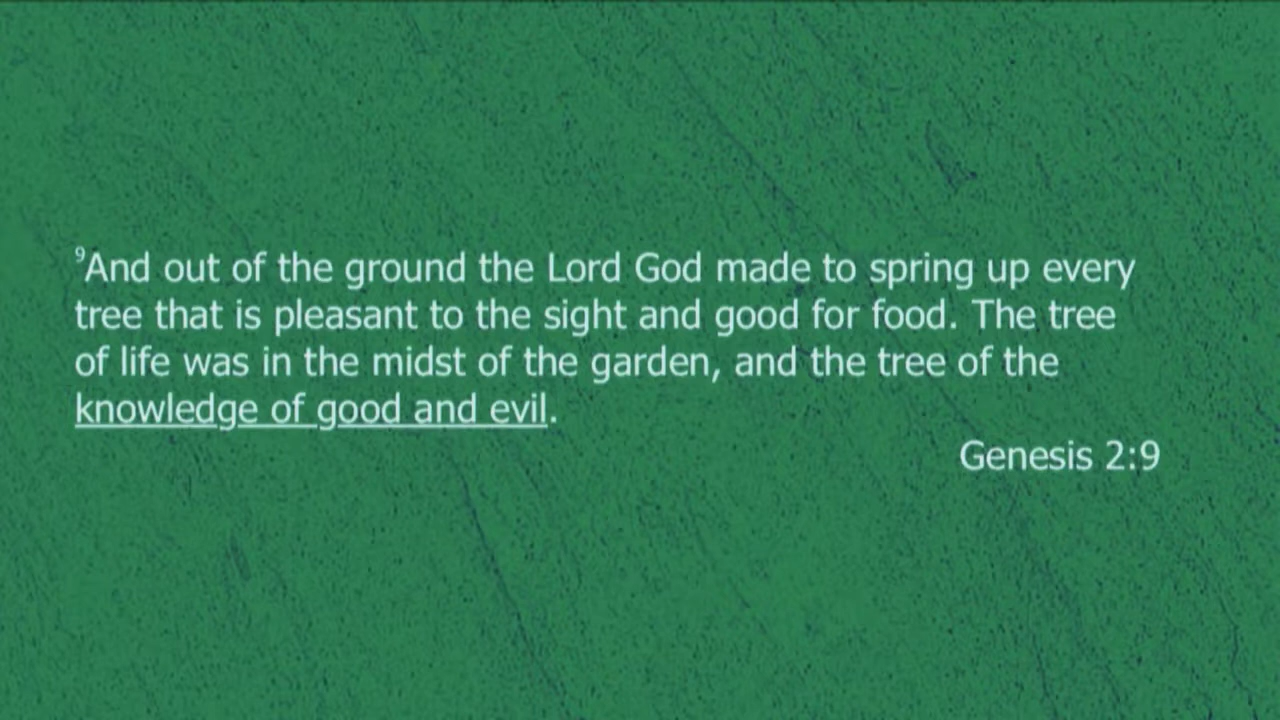 ⁹And out of the ground the Lord God made to spring up every
tree that is pleasant to the sight and good for food. The tree
of life was in the midst of the garden, and the tree of the
knowledge of good and evil.
Genesis 2:9